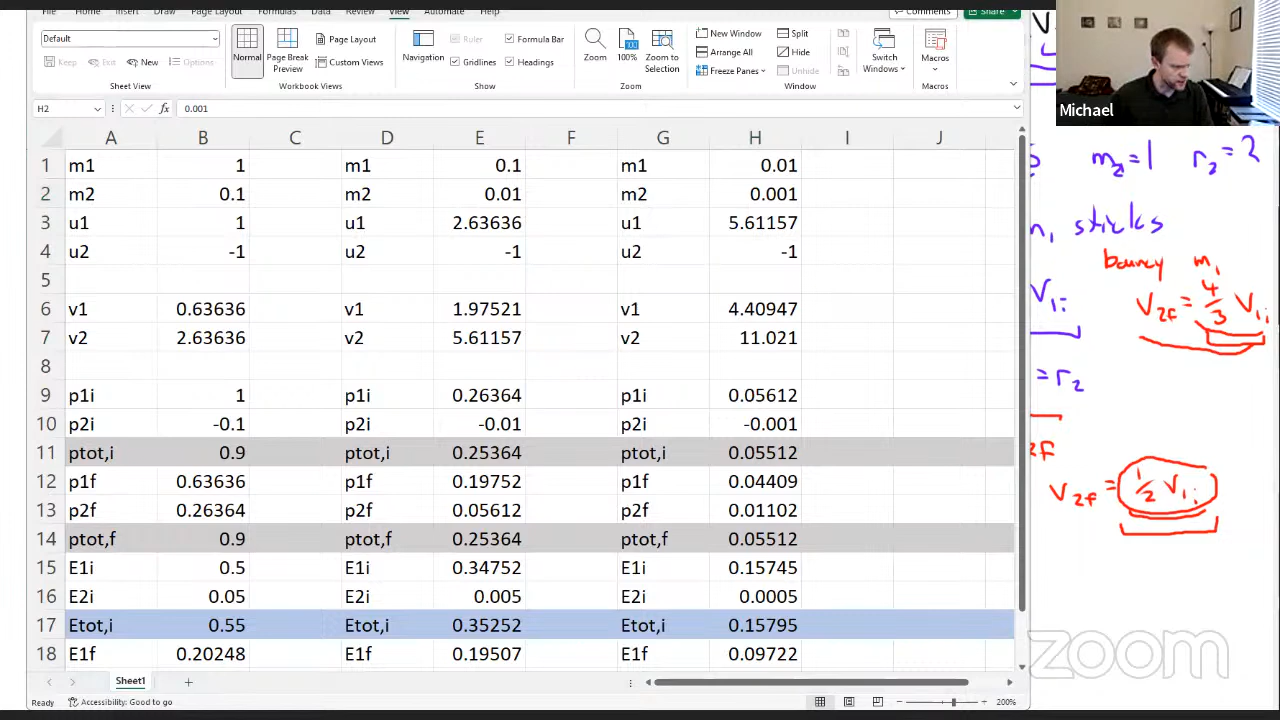 File Home Draw Page Layout Formulas Data Review View Automate Help Comments Share
Default
Keep Exit New Options
Sheet View
Normal Page Break Preview Page Layout Custom Views
Workbook Views
Navigation Ruler Formula Bar Gridlines Headings
Show
Zoom 100% Zoom to Selection
Zoom
New Window Arrange All Freeze Panes Split Hide Unhide Switch Windows
Window
Macros
Macros
H2 fx 0.001
A B C D E F G H I J
1 m1 1 m1 0.1 m1 0.01
2 m2 0.1 m2 0.01 m2 0.001
3 u1 1 u1 2.63636 u1 5.61157
4 u2 -1 u2 -1 u2 -1
5
6 v1 0.63636 v1 1.97521 v1 4.40947
7 v2 2.63636 v2 5.61157 v2 11.021
8
9 p1i 1 p1i 0.26364 p1i 0.05612
10 p2i -0.1 p2i -0.01 p2i -0.001
11 ptot,i 0.9 ptot,i 0.25364 ptot,i 0.05512
12 p1f 0.63636 p1f 0.19752 p1f 0.04409
13 p2f 0.26364 p2f 0.05612 p2f 0.01102
14 ptot,f 0.9 ptot,f 0.25364 ptot,f 0.05512
15 E1i 0.5 E1i 0.34752 E1i 0.15745
16 E2i 0.05 E2i 0.005 E2i 0.0005
17 Etot,i 0.55 Etot,i 0.35252 Etot,i 0.15795
18 E1f 0.20248 E1f 0.19507 E1f 0.09722
Sheet1
Ready Accessibility: Good to go 200%
Michael
m₂=1 r₂=2
m₁ sticks
bouncy m₁
V₁ᵢ V₂f = 4/3 V₁ᵢ
= r₂
2f
V₂f = 1/2 V₁ᵢ
zoom